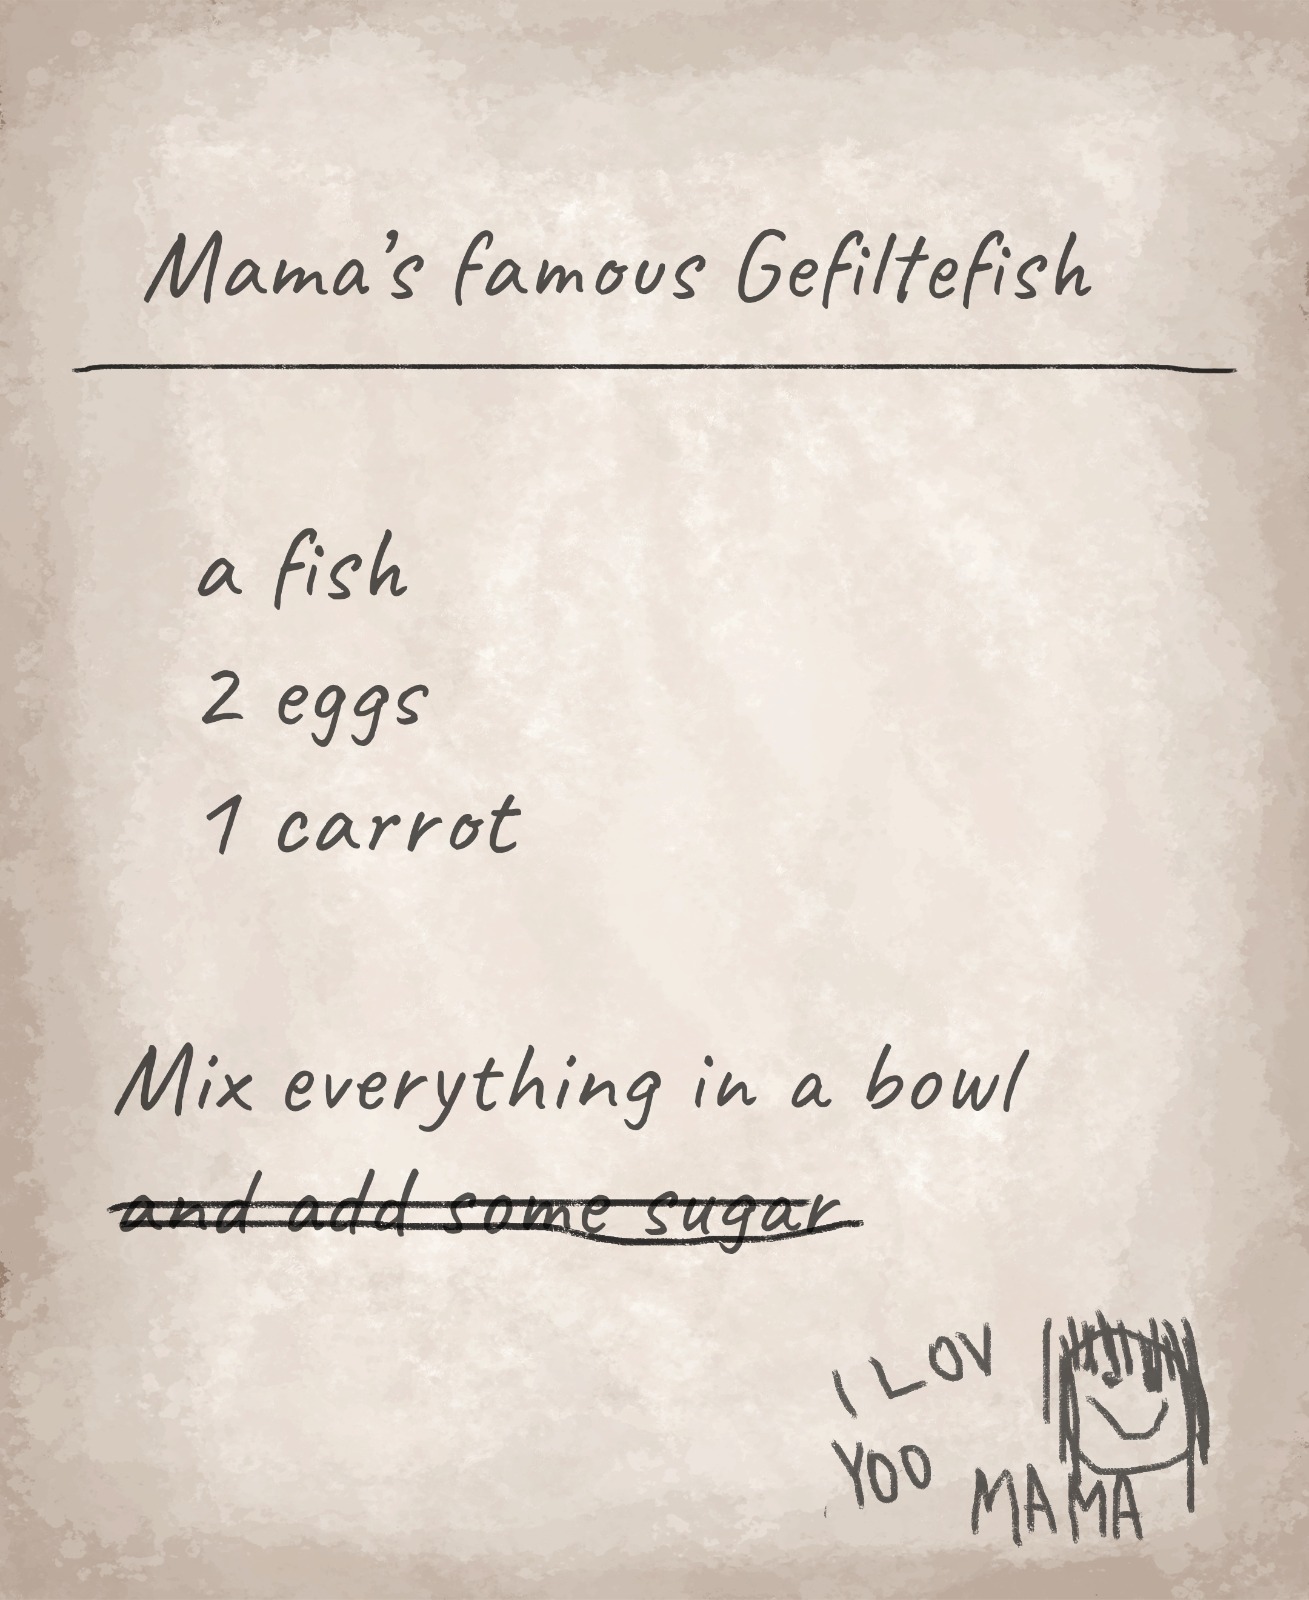 Mama's famous Gefiltefish
a fish
2 eggs
1 carrot
Mix everything in a bowl
and add some sugar
I LOV
YOO MAMA